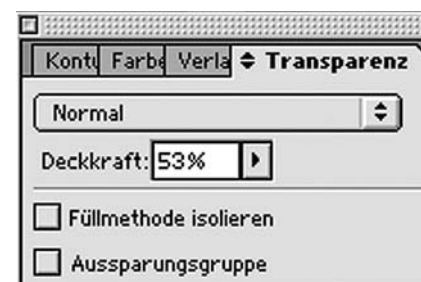 Kontu Farbe Verla Transparenz
Normal
Deckkraft: 53%
Füllmethode isolieren
Aussparungsgruppe